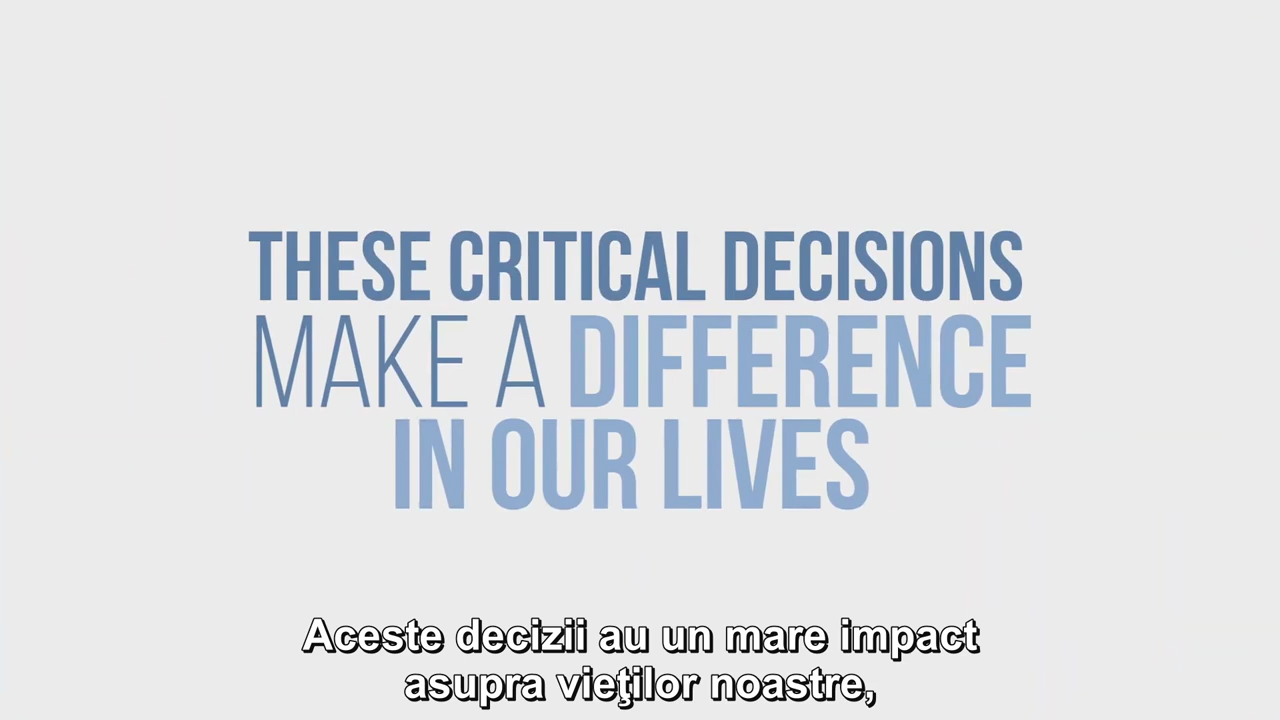 THESE CRITICAL DECISIONS
MAKE A DIFFERENCE
IN OUR LIVES
Aceste decizii au un mare impact
asupra vieţilor noastre,